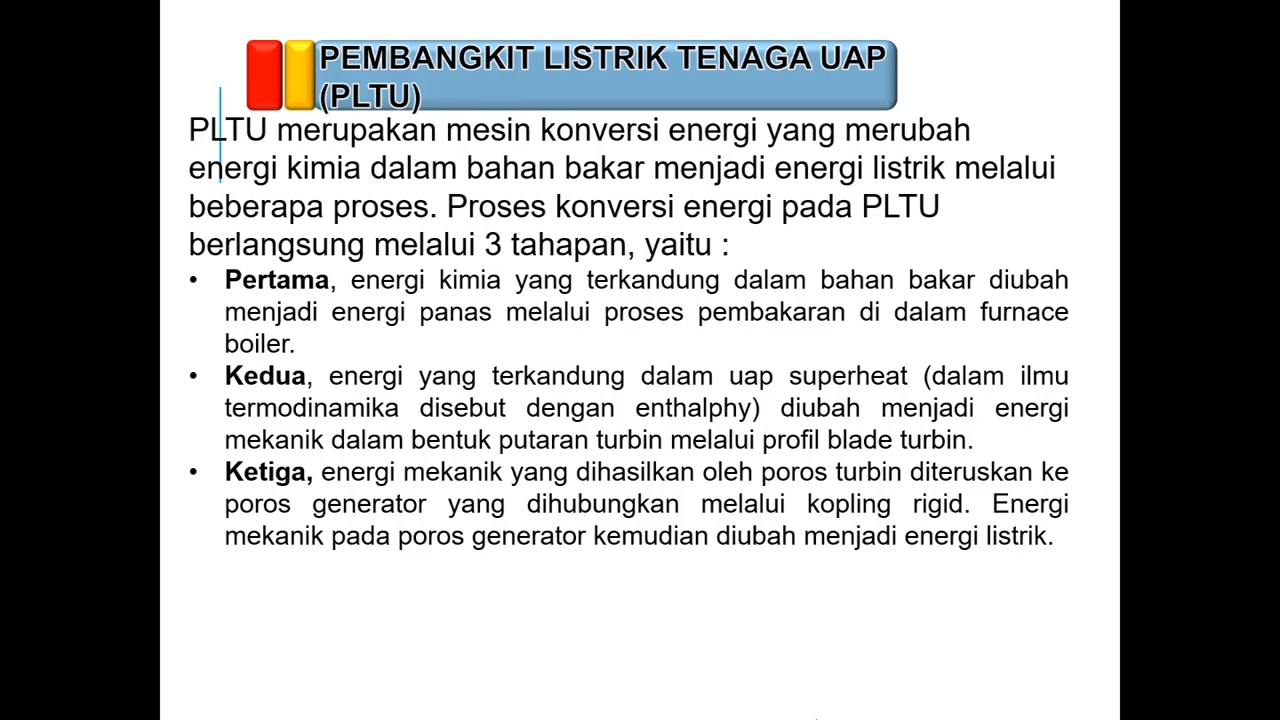 PEMBANGKIT LISTRIK TENAGA UAP
(PLTU)
PLTU merupakan mesin konversi energi yang merubah
energi kimia dalam bahan bakar menjadi energi listrik melalui
beberapa proses. Proses konversi energi pada PLTU
berlangsung melalui 3 tahapan, yaitu :
• Pertama, energi kimia yang terkandung dalam bahan bakar diubah
menjadi energi panas melalui proses pembakaran di dalam furnace
boiler.
• Kedua, energi yang terkandung dalam uap superheat (dalam ilmu
termodinamika disebut dengan enthalphy) diubah menjadi energi
mekanik dalam bentuk putaran turbin melalui profil blade turbin.
• Ketiga, energi mekanik yang dihasilkan oleh poros turbin diteruskan ke
poros generator yang dihubungkan melalui kopling rigid. Energi
mekanik pada poros generator kemudian diubah menjadi energi listrik.